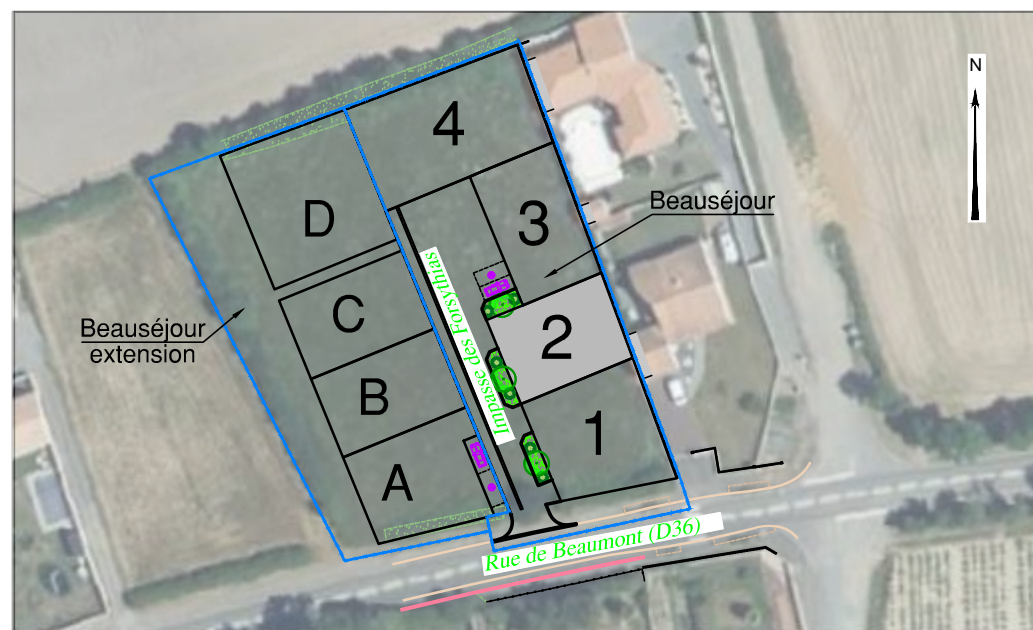 N
4
Beauséjour
D
3
C
Impasse des Forsythias
Beauséjour
extension
2
B
1
A
Rue de Beaumont (D36)